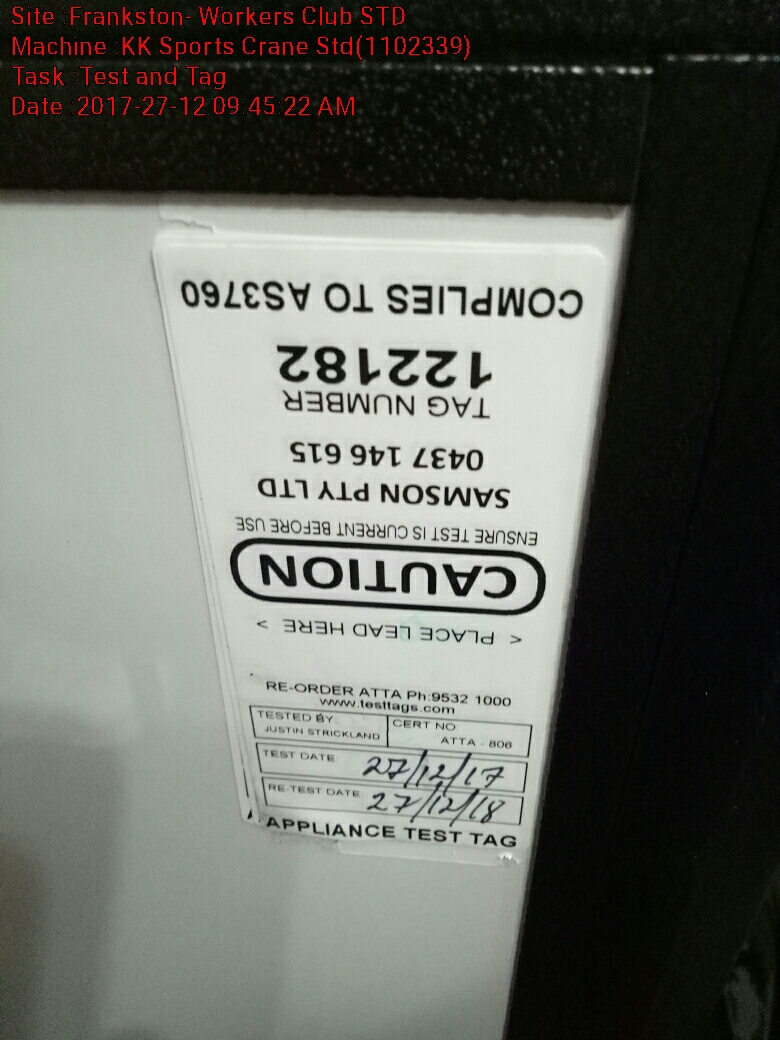 Site :Frankston- Workers Club STD
Machine :KK Sports Crane Std(1102339)
Task :Test and Tag
Date :2017-27-12 09:45:22 AM
COMPLIES TO AS3760
122182
TAG NUMBER
0437 146 615
SAMSON PTY LTD
ENSURE TEST IS CURRENT BEFORE USE
CAUTION
< PLACE LEAD HERE >
RE-ORDER ATTA Ph:9532 1000
www.testtags.com
TESTED BY
JUSTIN STRICKLAND
CERT NO
ATTA - 806
TEST DATE 27/12/17
RE-TEST DATE 27/12/18
APPLIANCE TEST TAG